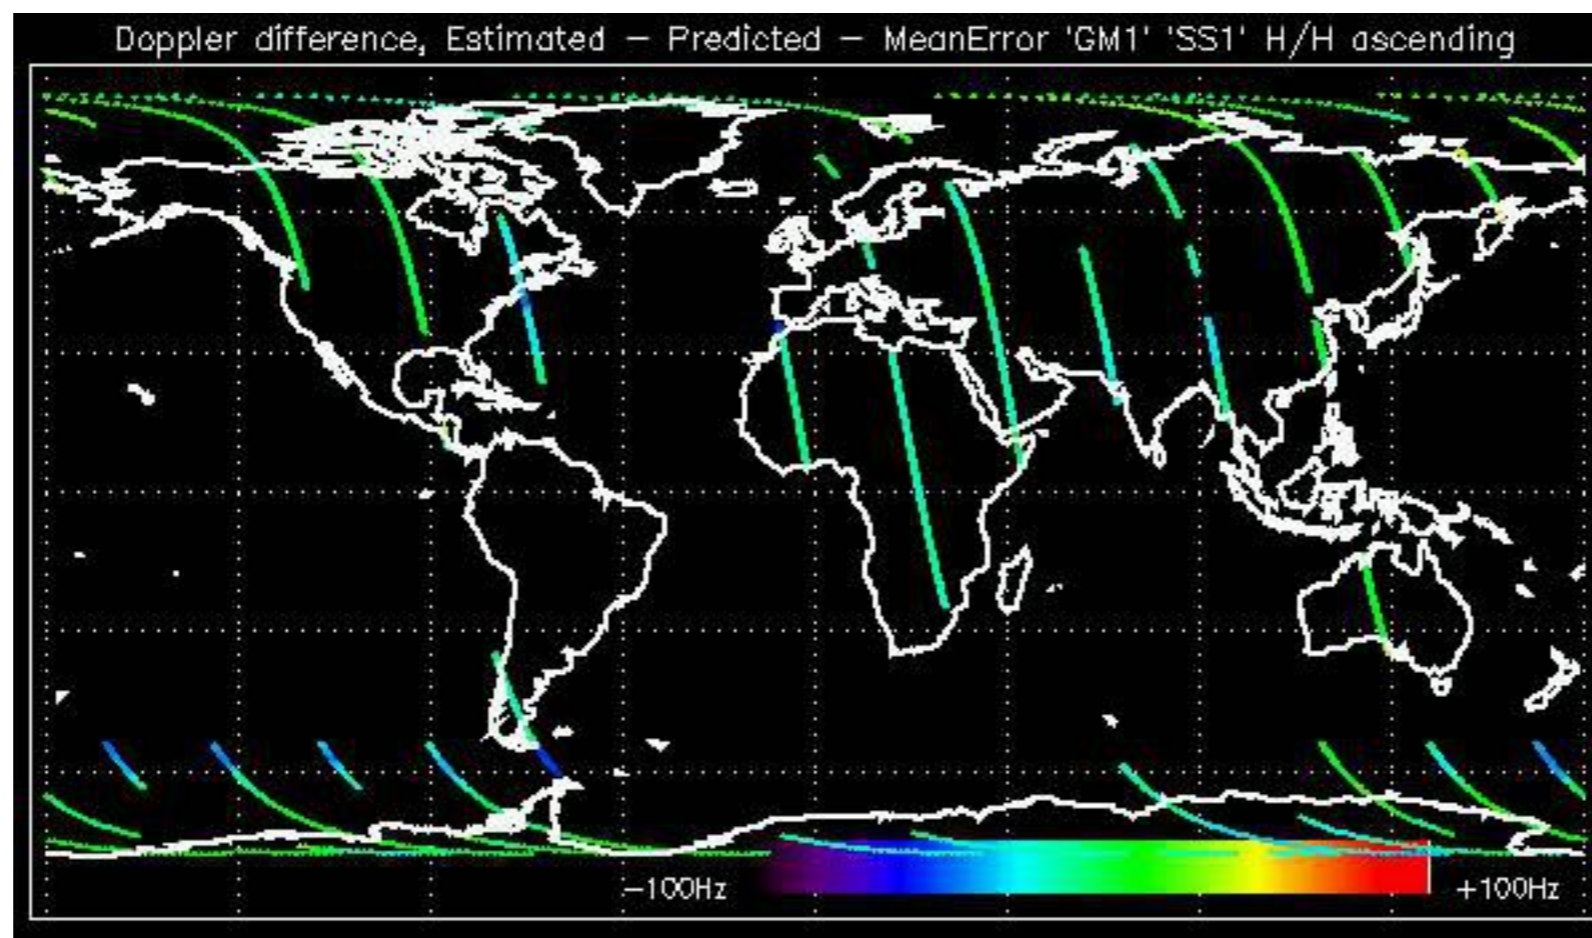 Doppler difference, Estimated – Predicted – MeanError 'GM1' 'SS1' H/H ascending
–100Hz
+100Hz